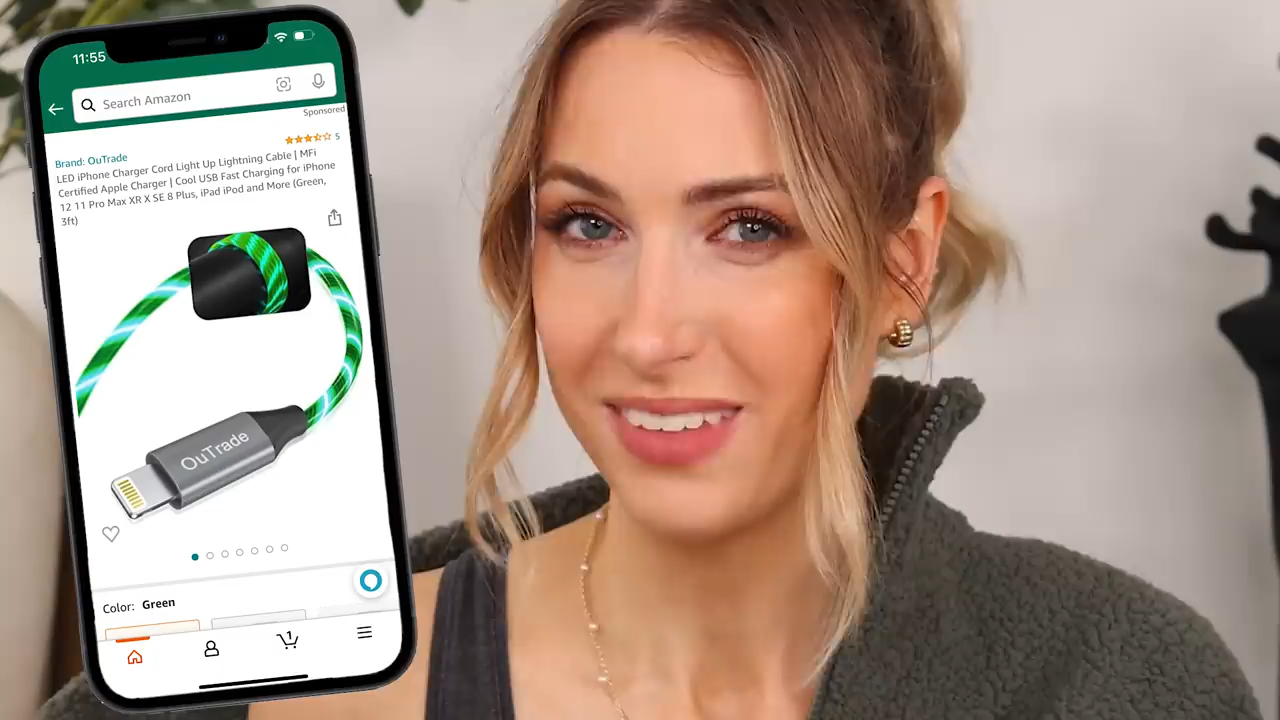 11:55
Search Amazon
Sponsored
5
Brand: OuTrade
LED iPhone Charger Cord Light Up Lightning Cable | MFi
Certified Apple Charger | Cool USB Fast Charging for iPhone
12 11 Pro Max XR X SE 8 Plus, iPad iPod and More (Green,
3ft)
OuTrade
Color: Green
1